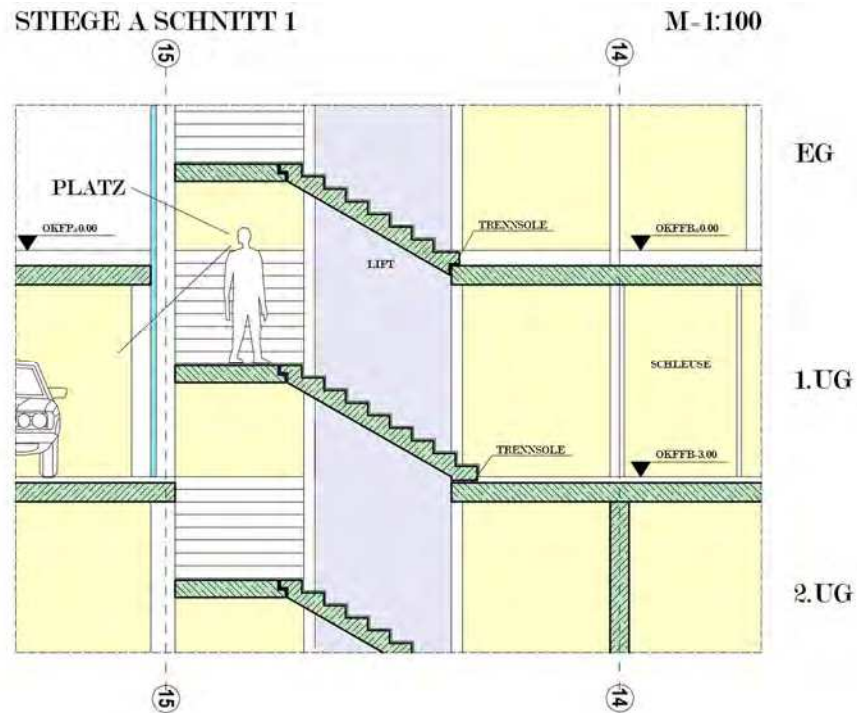 STIEGE A SCHNITT 1
M-1:100
15
14
EG
PLATZ
OKFP±0.00
TRENNSOLE
OKFFB±0.00
LIFT
SCHLEUSE
1.UG
TRENNSOLE
OKFFB-3.00
2.UG
15
14